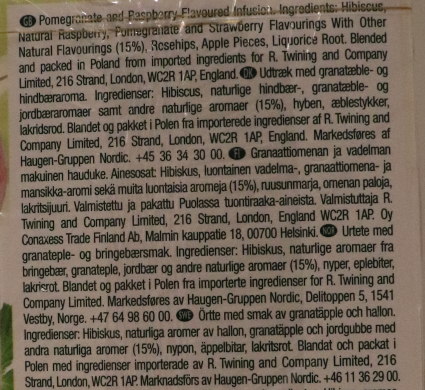 GB Pomegranate and Raspberry Flavoured Infusion. Ingredients: Hibiscus,
Natural Raspberry, Pomegranate and Strawberry Flavourings With Other
Natural Flavourings (15%), Rosehips, Apple Pieces, Liquorice Root. Blended
and packed in Poland from imported ingredients for R. Twining and Company
Limited, 216 Strand, London, WC2R 1AP, England. DK Udtræk med granatæble- og
hindbæraroma. Ingredienser: Hibiscus, naturlige hindbær-, granatæble- og
jordbæraromaer samt andre naturlige aromaer (15%), hyben, æblestykker,
lakridsrod. Blandet og pakket i Polen fra importerede ingredienser af R. Twining and
Company Limited, 216 Strand, London, WC2R 1AP, England. Markedsføres af
Haugen-Gruppen Nordic. +45 36 34 30 00. FI Granaattiomenan ja vadelman
makuinen hauduke. Ainesosat: Hibiskus, luontainen vadelma-, granaattiomena- ja
mansikka-aromi sekä muita luontaisia aromeja (15%), ruusunmarja, omenan paloja,
lakritsijuuri. Valmistettu ja pakattu Puolassa tuontiraaka-aineista. Valmistuttaja R.
Twining and Company Limited, 216 Strand, London, England WC2R 1AP. Oy
Conaxess Trade Finland Ab, Malmin kauppatie 18, 00700 Helsinki. NOR Urtete med
granateple- og bringebærsmak. Ingredienser: Hibiskus, naturlige aromaer fra
bringebær, granateple, jordbær og andre naturlige aromaer (15%), nyper, eplebiter,
lakrisrot. Blandet og pakket i Polen fra importerte ingredienser for R. Twining and
Company Limited. Markedsføres av Haugen-Gruppen Nordic, Delitoppen 5, 1541
Vestby, Norge. +47 64 98 60 00. SWE Örtte med smak av granatäpple och hallon.
Ingredienser: Hibiskus, naturliga aromer av hallon, granatäpple och jordgubbe med
andra naturliga aromer (15%), nypon, äppelbitar, lakritsrot. Blandat och packat i
Polen med ingredienser importerade av R. Twining and Company Limited, 216
Strand, London, WC2R 1AP. Marknadsförs av Haugen-Gruppen Nordic. +46 11 36 29 00.